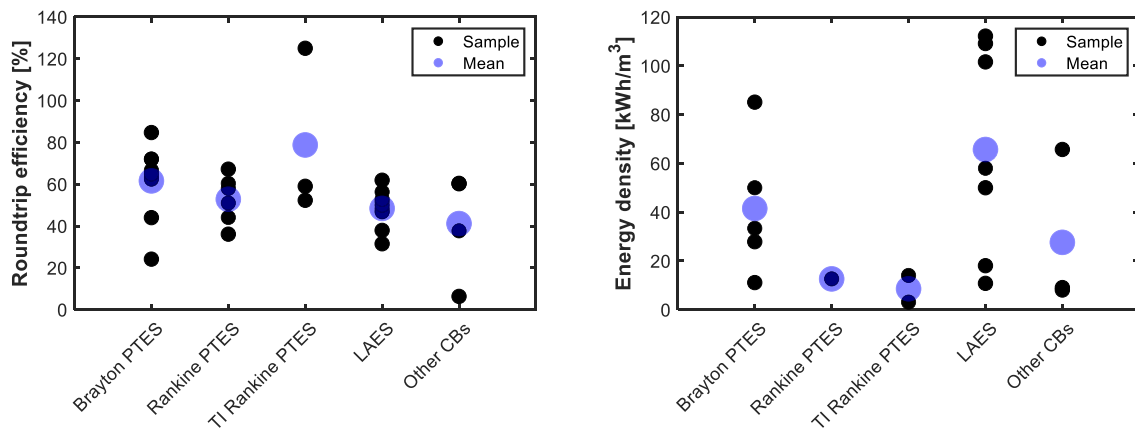 Roundtrip efficiency [%]
140
120
100
80
60
40
20
0
Sample
Mean
Brayton PTES
Rankine PTES
TI Rankine PTES
LAES
Other CBs
Energy density [kWh/m³]
120
100
80
60
40
20
0
Sample
Mean
Brayton PTES
Rankine PTES
TI Rankine PTES
LAES
Other CBs